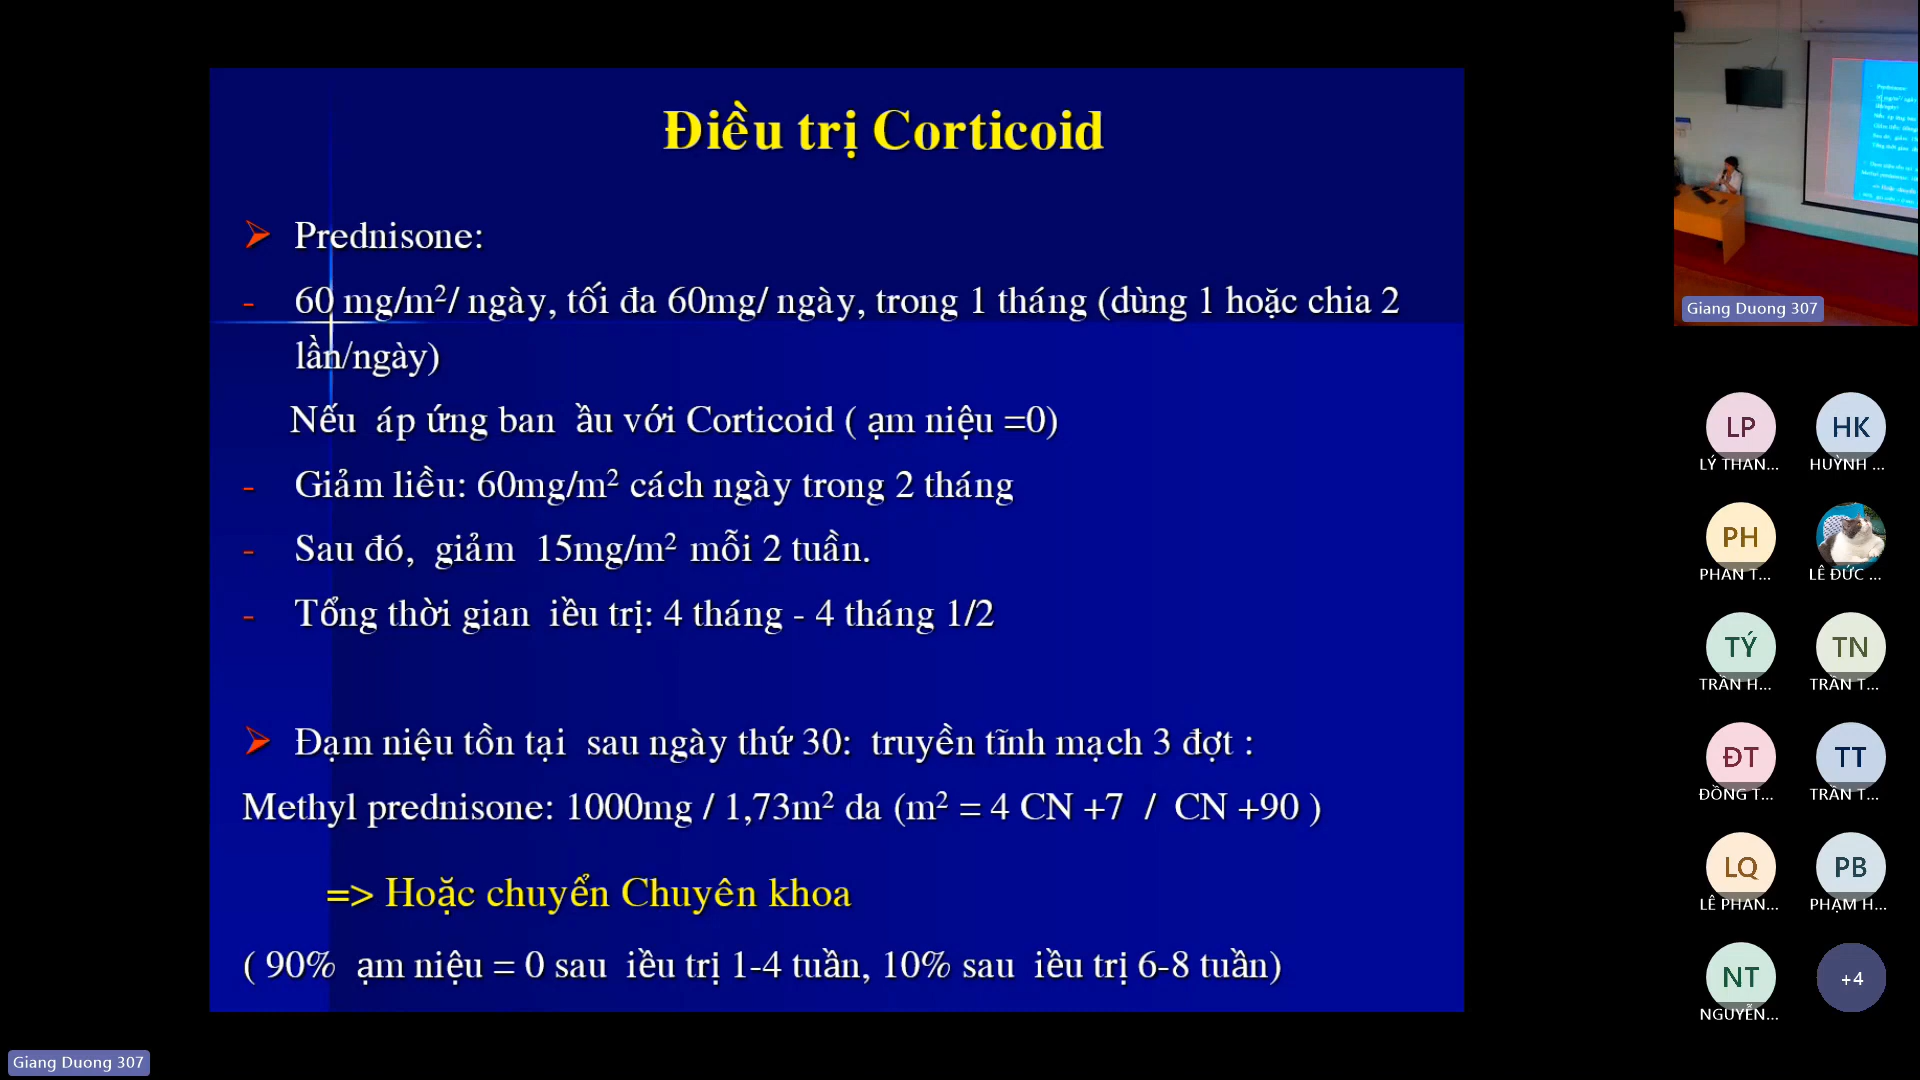 Điều trị Corticoid
➢ Prednisone:
- 60 mg/m²/ ngày, tối đa 60mg/ ngày, trong 1 tháng (dùng 1 hoặc chia 2
lần/ngày)
Nếu áp ứng ban ầu với Corticoid ( ạm niệu =0)
- Giảm liều: 60mg/m² cách ngày trong 2 tháng
- Sau đó, giảm 15mg/m² mỗi 2 tuần.
- Tổng thời gian iều trị: 4 tháng - 4 tháng 1/2
➢ Đạm niệu tồn tại sau ngày thứ 30: truyền tĩnh mạch 3 đợt :
Methyl prednisone: 1000mg / 1,73m² da (m² = 4 CN +7 / CN +90 )
=> Hoặc chuyển Chuyên khoa
( 90% ạm niệu = 0 sau iều trị 1-4 tuần, 10% sau iều trị 6-8 tuần)
Giang Duong 307
LP
LÝ THAN...
HK
HUỲNH ...
PH
PHAN T...
LÊ ĐỨC ...
TÝ
TRẦN H...
TN
TRẦN T...
ĐT
ĐỒNG T...
TT
TRẦN T...
LQ
LÊ PHAN...
PB
PHẠM H...
NT
NGUYỄN...
+4
Giang Duong 307